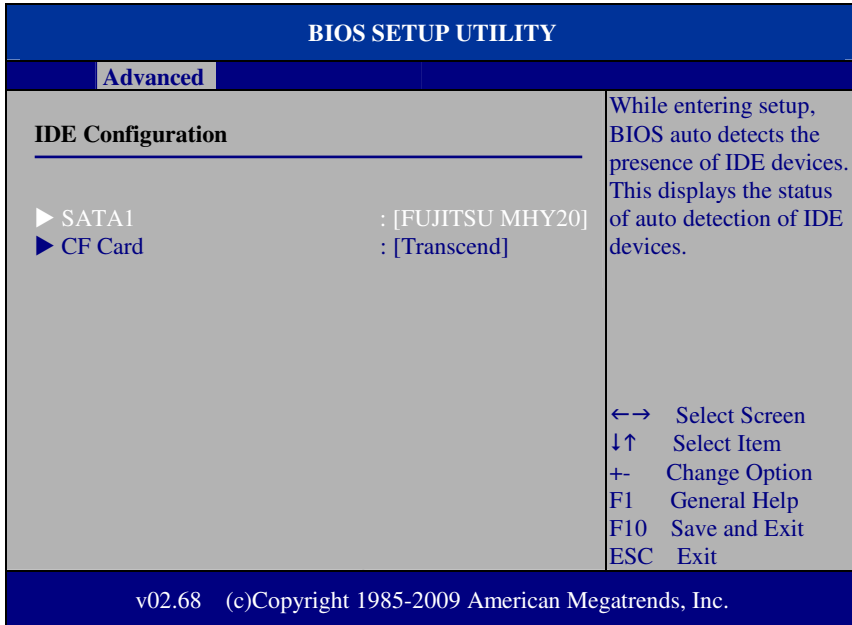 BIOS SETUP UTILITY
Advanced
IDE Configuration
▶ SATA1 : [FUJITSU MHY20]
▶ CF Card : [Transcend]
While entering setup,
BIOS auto detects the
presence of IDE devices.
This displays the status
of auto detection of IDE
devices.
←→ Select Screen
↓↑ Select Item
+- Change Option
F1 General Help
F10 Save and Exit
ESC Exit
v02.68 (c)Copyright 1985-2009 American Megatrends, Inc.